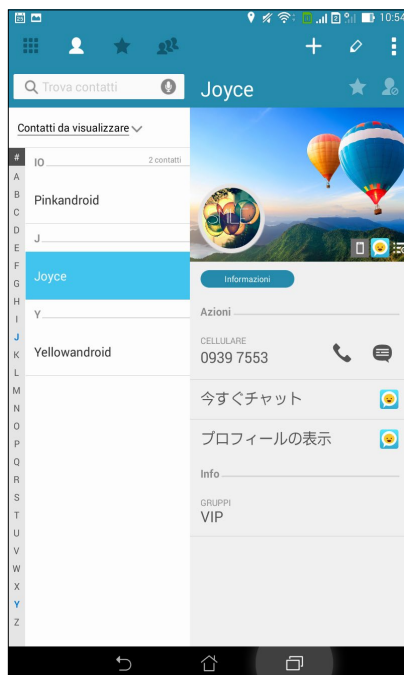 10:54
Trova contatti
Joyce
Contatti da visualizzare
#
A
B
C
D
E
F
G
H
I
J
K
L
M
N
O
P
Q
R
S
T
U
V
W
X
Y
Z
IO 2 contatti
Pinkandroid
J
Joyce
Y
Yellowandroid
SMILE
Informazioni
Azioni
CELLULARE
0939 7553
今すぐチャット
プロフィールの表示
Info
GRUPPI
VIP